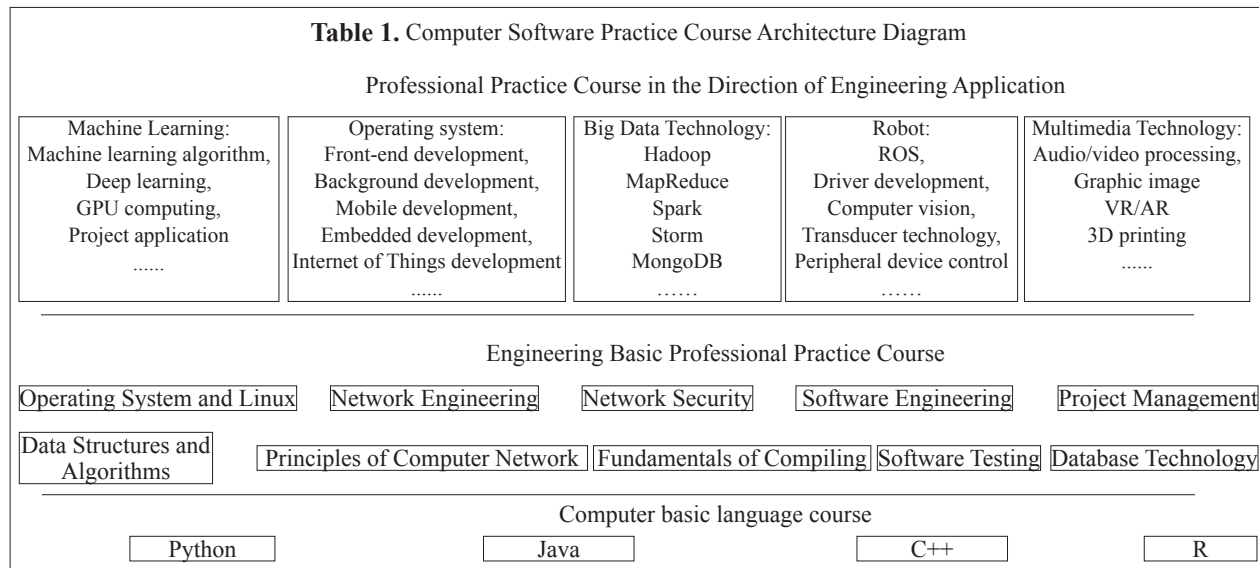 Table 1. Computer Software Practice Course Architecture Diagram
Professional Practice Course in the Direction of Engineering Application
Machine Learning:
Machine learning algorithm,
Deep learning,
GPU computing,
Project application
......
Operating system:
Front-end development,
Background development,
Mobile development,
Embedded development,
Internet of Things development
......
Big Data Technology:
Hadoop
MapReduce
Spark
Storm
MongoDB
……
Robot:
ROS,
Driver development,
Computer vision,
Transducer technology,
Peripheral device control
……
Multimedia Technology:
Audio/video processing,
Graphic image
VR/AR
3D printing
......
Engineering Basic Professional Practice Course
Operating System and Linux
Network Engineering
Network Security
Software Engineering
Project Management
Data Structures and
Algorithms
Principles of Computer Network
Fundamentals of Compiling
Software Testing
Database Technology
Computer basic language course
Python
Java
C++
R